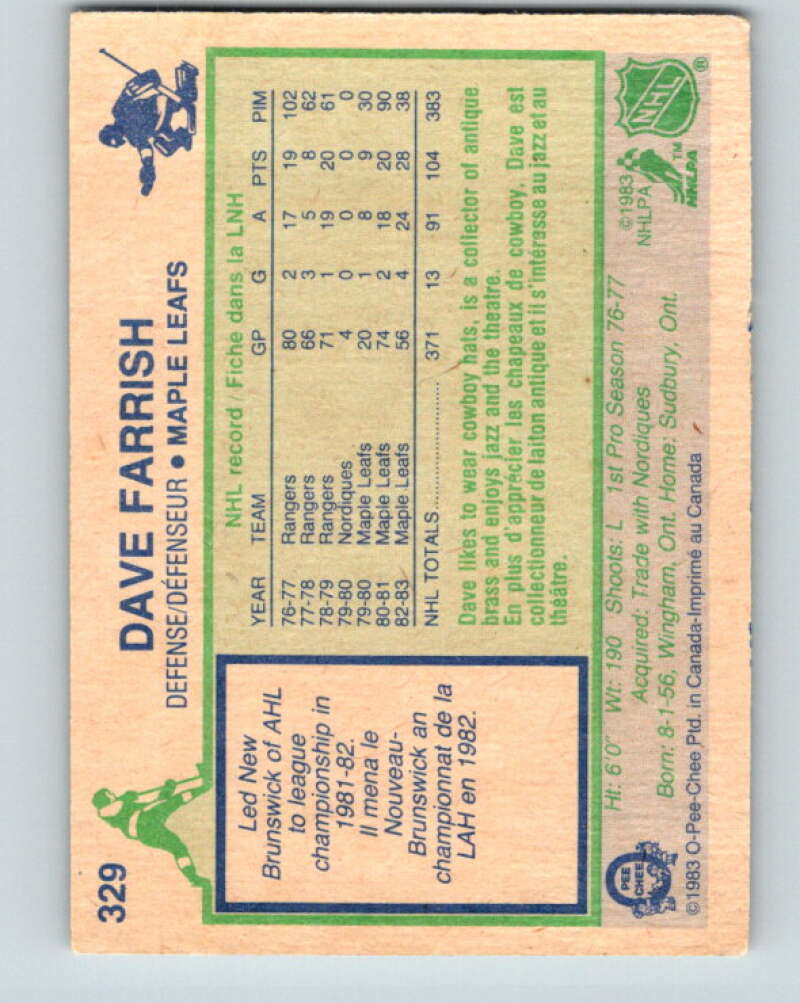 329
DAVE FARRISH
DEFENSE/DÉFENSEUR • MAPLE LEAFS
Led New
Brunswick of AHL
to league
championship in
1981-82.
Il mena le
Nouveau-
Brunswick an
championnat de la
LAH en 1982.
NHL record / Fiche dans la LNH
YEAR TEAM GP G A PTS PIM
76-77 Rangers 80 2 17 19 102
77-78 Rangers 66 3 5 8 62
78-79 Rangers 71 1 19 20 61
79-80 Nordiques 4 0 0 0 0
79-80 Maple Leafs 20 1 8 9 30
80-81 Maple Leafs 74 2 18 20 90
82-83 Maple Leafs 56 4 24 28 38
NHL TOTALS 371 13 91 104 383
Dave likes to wear cowboy hats, is a collector of antique
brass and enjoys jazz and the theatre.
En plus d'apprécier les chapeaux de cowboy, Dave est
collectionneur de laiton antique et il s'intéresse au jazz et au
théâtre.
Ht: 6'0" Wt: 190 Shoots: L 1st Pro Season 76-77
Acquired: Trade with Nordiques
Born: 8-1-56, Wingham, Ont. Home: Sudbury, Ont.
©1983 O-Pee-Chee Ptd. in Canada-Imprimé au Canada
O PEE CHEE
©1983
NHLPA
NHL ®
NHLPA TM